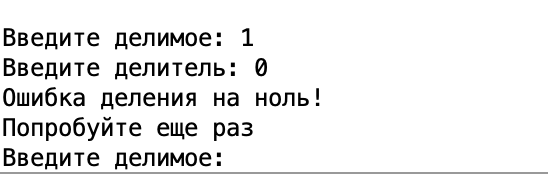 Введите делимое: 1
Введите делитель: 0
Ошибка деления на ноль!
Попробуйте еще раз
Введите делимое: